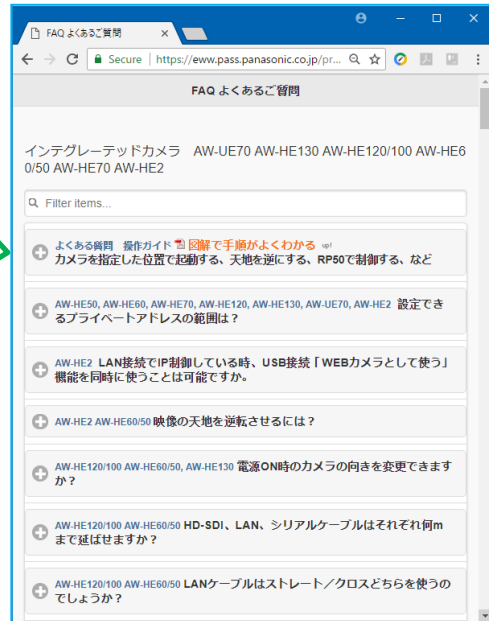 FAQ よくあるご質問
Secure | https://eww.pass.panasonic.co.jp/pr...
FAQ よくあるご質問
インテグレーテッドカメラ　AW-UE70 AW-HE130 AW-HE120/100 AW-HE6
0/50 AW-HE70 AW-HE2
Filter items...
よくある質問　操作ガイド 図解で手順がよくわかる up!
カメラを指定した位置で起動する、天地を逆にする、RP50で制御する、など
AW-HE50, AW-HE60, AW-HE70, AW-HE120, AW-HE130, AW-UE70, AW-HE2 設定でき
るプライベートアドレスの範囲は？
AW-HE2 LAN接続でIP制御している時、USB接続「WEBカメラとして使う」
機能を同時に使うことは可能ですか。
AW-HE2 AW-HE60/50 映像の天地を逆転させるには？
AW-HE120/100 AW-HE60/50, AW-HE130 電源ON時のカメラの向きを変更できます
か？
AW-HE120/100 AW-HE60/50 HD-SDI、LAN、シリアルケーブルはそれぞれ何m
まで延ばせますか？
AW-HE120/100 AW-HE60/50 LANケーブルはストレート／クロスどちらを使うの
でしょうか？